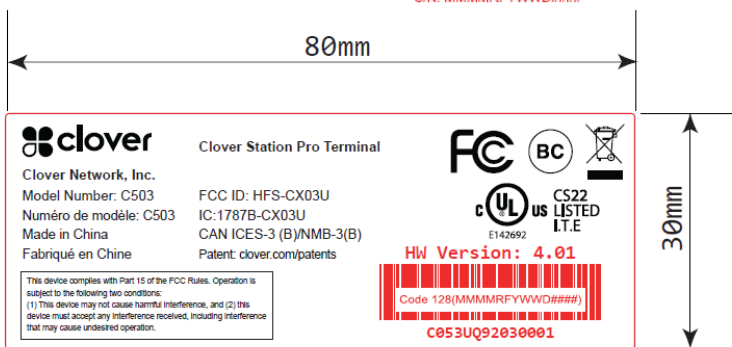 80mm
clover
Clover Station Pro Terminal
FC
BC
Clover Network, Inc.
Model Number: C503
Numéro de modèle: C503
Made in China
Fabriqué en Chine
FCC ID: HFS-CX03U
IC:1787B-CX03U
CAN ICES-3 (B)/NMB-3(B)
Patent: clover.com/patents
C UL US
CS22
LISTED
I.T.E
E142692
30mm
HW Version: 4.01
Code 128(MMMMRFYWWD####)
C053UQ92030001
This device complies with Part 15 of the FCC Rules. Operation is
subject to the following two conditions:
(1) This device may not cause harmful interference, and (2) this
device must accept any interference received, including interference
that may cause undesired operation.